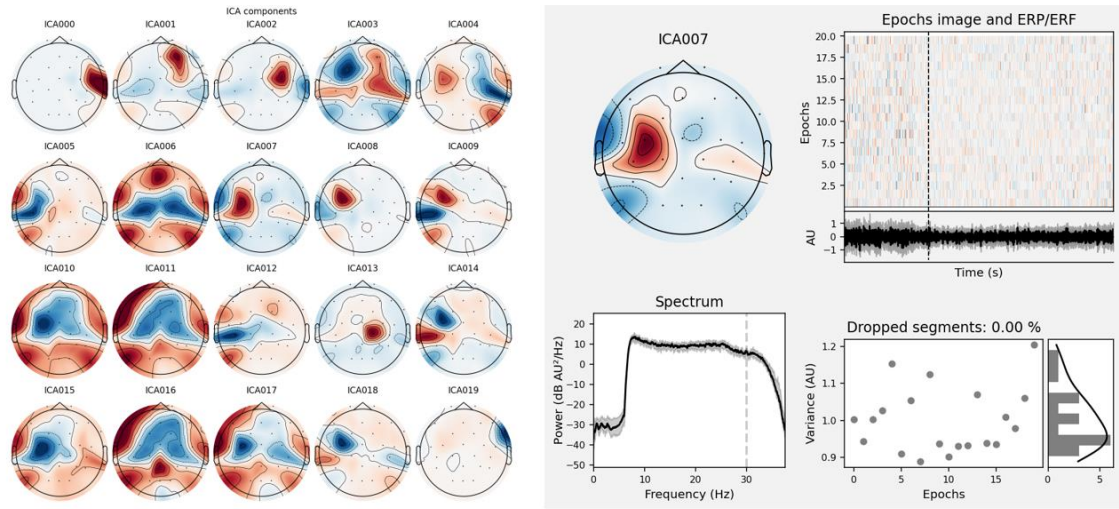 ICA components
ICA000 ICA001 ICA002 ICA003 ICA004
ICA005 ICA006 ICA007 ICA008 ICA009
ICA010 ICA011 ICA012 ICA013 ICA014
ICA015 ICA016 ICA017 ICA018 ICA019
ICA007
Epochs image and ERP/ERF
20.0
17.5
15.0
12.5
10.0
7.5
5.0
2.5
Epochs
1
0
−1
AU
Time (s)
Spectrum
20
10
0
−10
−20
−30
−40
−50
Power (dB AU²/Hz)
0 10 20 30
Frequency (Hz)
Dropped segments: 0.00 %
1.2
1.1
1.0
0.9
Variance (AU)
0 5 10 15
Epochs
0 5